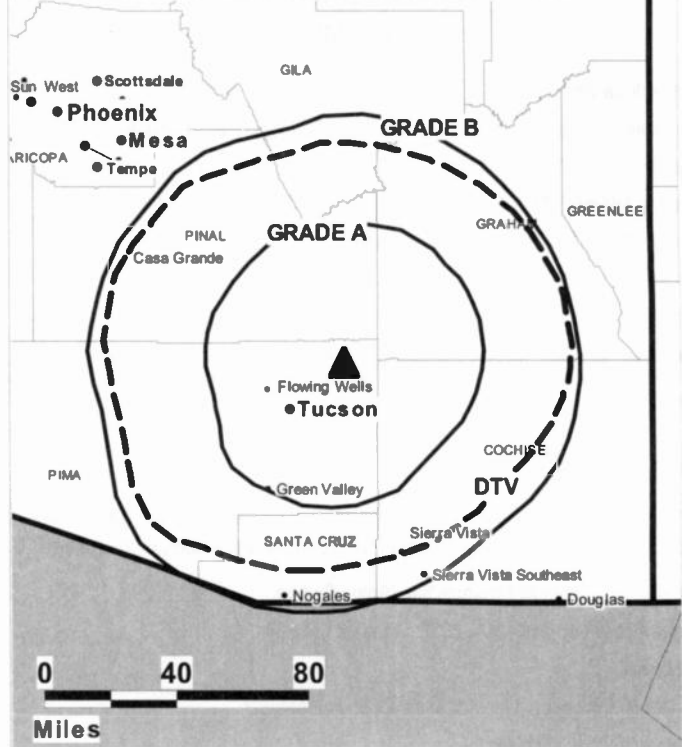 GILA
Scottsdale
Sun West
Phoenix
GRADE B
Mesa
ARICOPA
Tempe
GREENLEE
GRAHAM
PINAL
GRADE A
Casa Grande
Flowing Wells
Tucson
COCHISE
PIMA
Green Valley
DTV
Sierra Vista
SANTA CRUZ
Sierra Vista Southeast
Nogales
Douglas
0 40 80
Miles